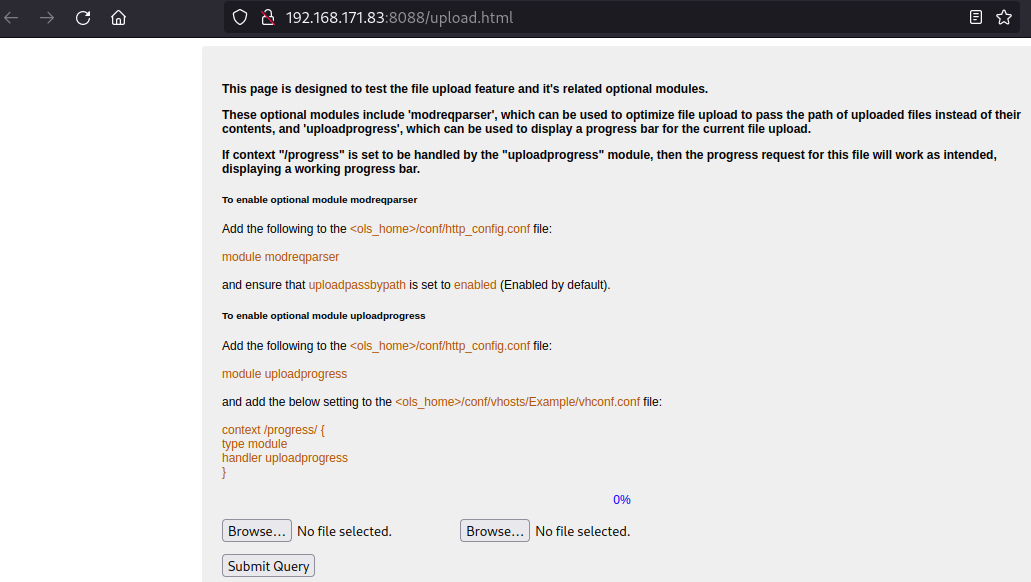 192.168.171.83:8088/upload.html
This page is designed to test the file upload feature and it's related optional modules.
These optional modules include 'modreqparser', which can be used to optimize file upload to pass the path of uploaded files instead of their
contents, and 'uploadprogress', which can be used to display a progress bar for the current file upload.
If context "/progress" is set to be handled by the "uploadprogress" module, then the progress request for this file will work as intended,
displaying a working progress bar.
To enable optional module modreqparser
Add the following to the <ols_home>/conf/http_config.conf file:
module modreqparser
and ensure that uploadpassbypath is set to enabled (Enabled by default).
To enable optional module uploadprogress
Add the following to the <ols_home>/conf/http_config.conf file:
module uploadprogress
and add the below setting to the <ols_home>/conf/vhosts/Example/vhconf.conf file:
context /progress/ {
type module
handler uploadprogress
}
0%
Browse... No file selected. Browse... No file selected.
Submit Query